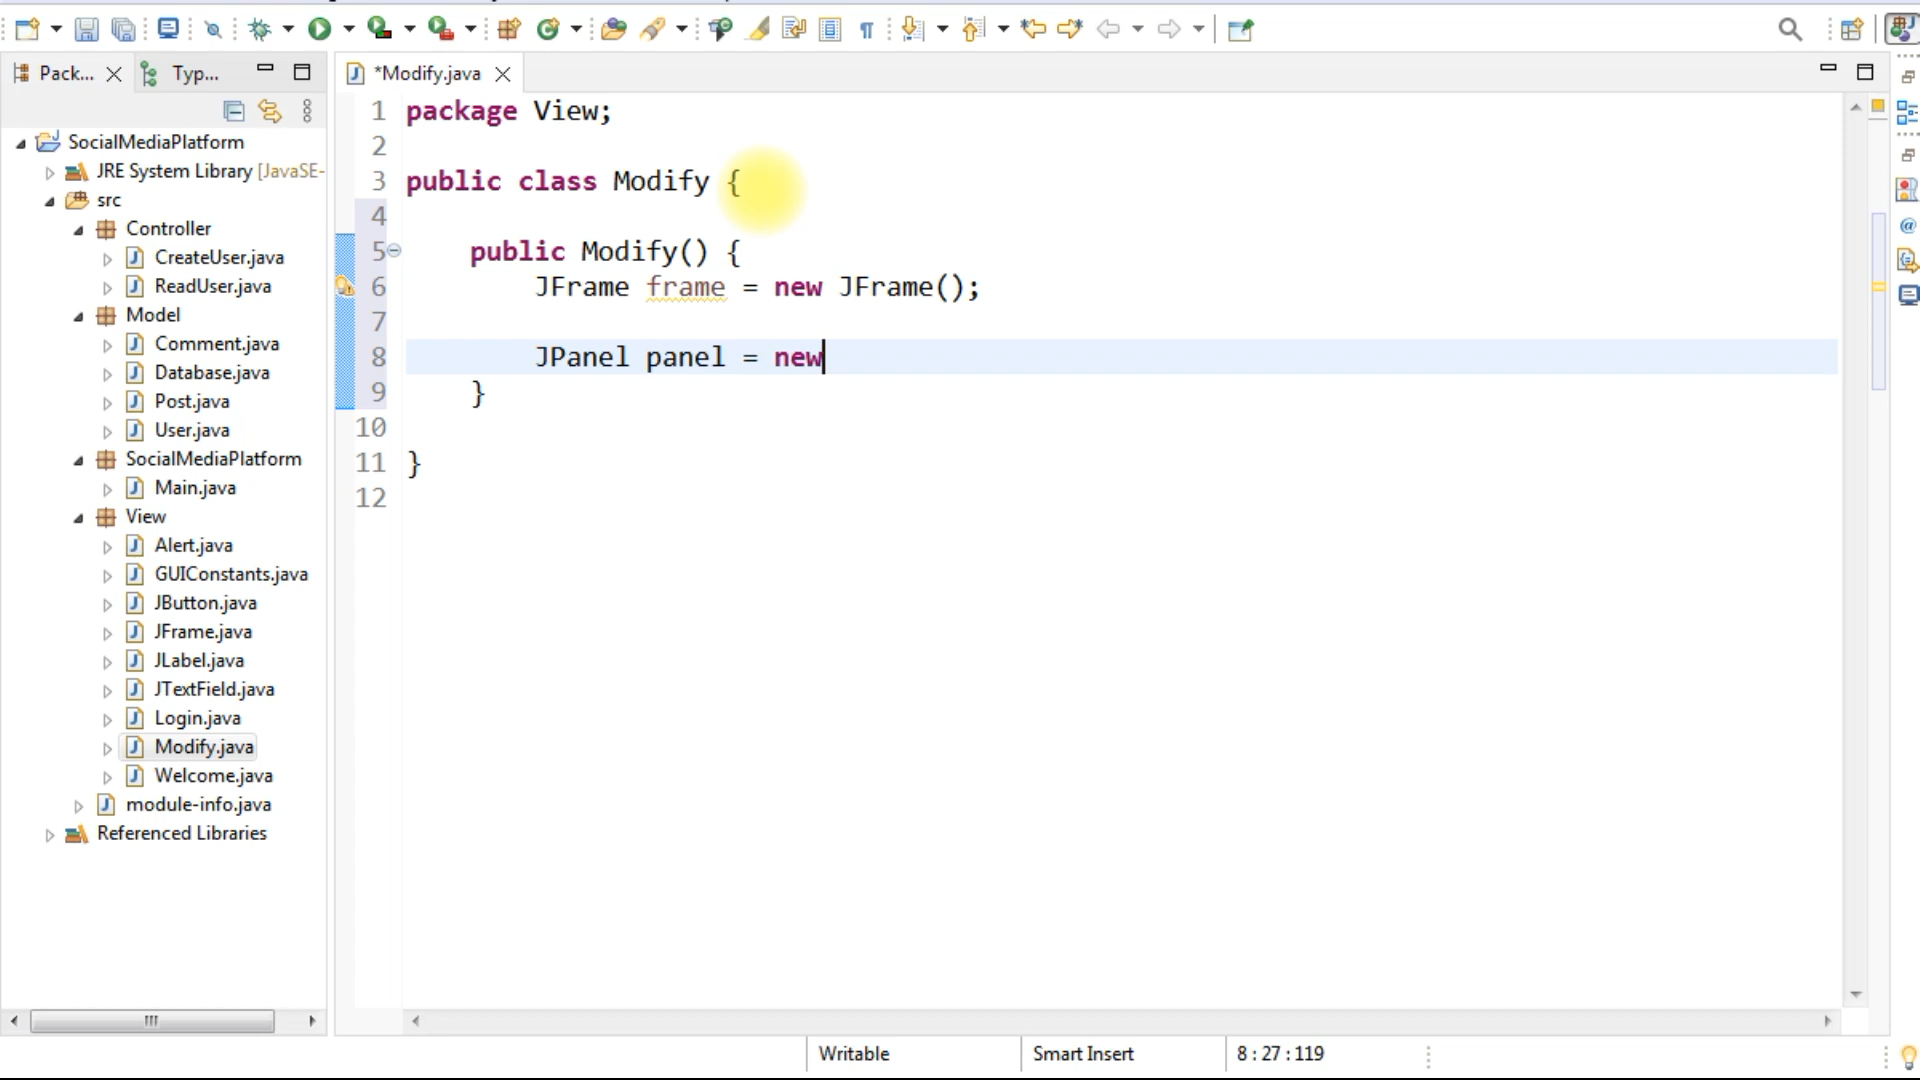 Pack...
Typ...
*Modify.java
SocialMediaPlatform
JRE System Library [JavaSE-
src
Controller
CreateUser.java
ReadUser.java
Model
Comment.java
Database.java
Post.java
User.java
SocialMediaPlatform
Main.java
View
Alert.java
GUIConstants.java
JButton.java
JFrame.java
JLabel.java
JTextField.java
Login.java
Modify.java
Welcome.java
module-info.java
Referenced Libraries
1 package View;
2
3 public class Modify {
4
5 public Modify() {
6 JFrame frame = new JFrame();
7
8 JPanel panel = new
9 }
10
11 }
12
Writable
Smart Insert
8 : 27 : 119